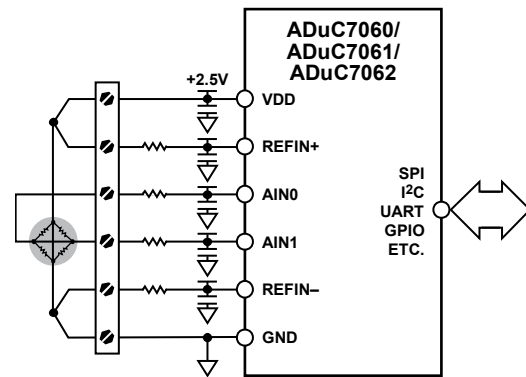 ADuC7060/
ADuC7061/
ADuC7062
+2.5V
VDD
REFIN+
AIN0
AIN1
REFIN–
GND
SPI
I²C
UART
GPIO
ETC.